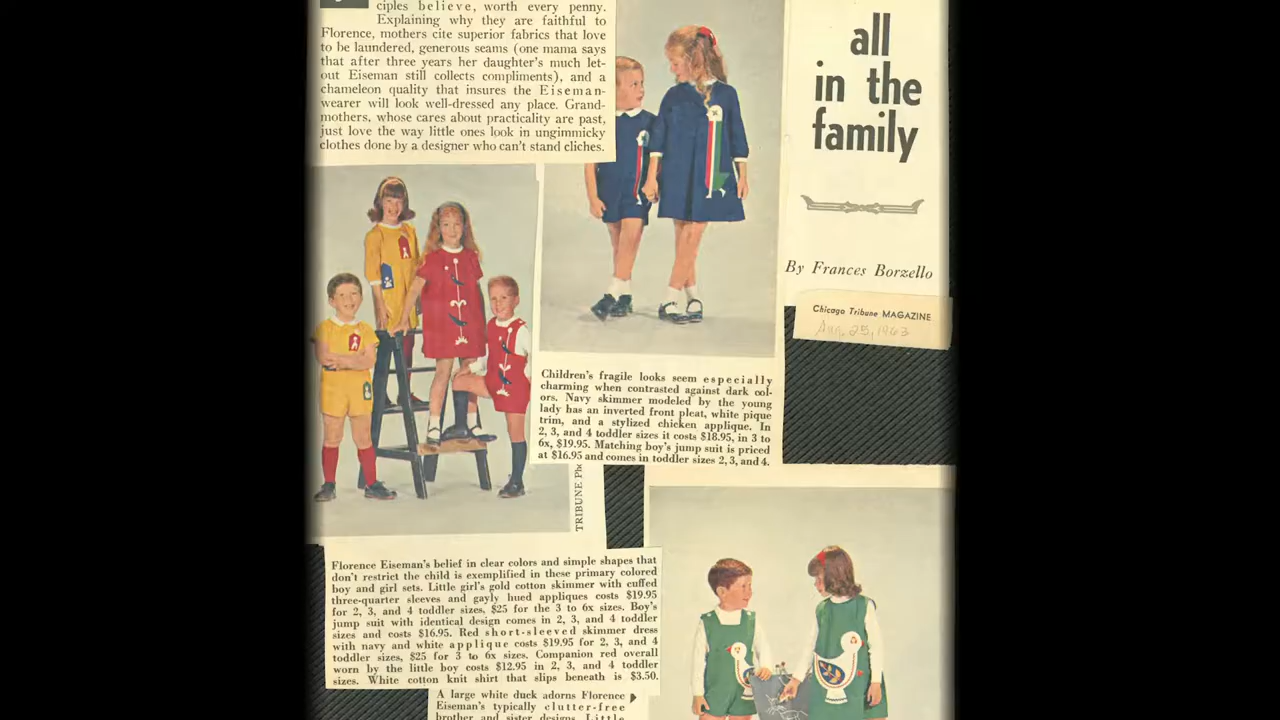 ciples believe, worth every penny.
Explaining why they are faithful to
Florence, mothers cite superior fabrics that love
to be laundered, generous seams (one mama says
that after three years her daughter's much let-
out Eiseman still collects compliments), and a
chameleon quality that insures the Eiseman-
wearer will look well-dressed any place. Grand-
mothers, whose cares about practicality are past,
just love the way little ones look in ungimmicky
clothes done by a designer who can't stand cliches.
all
in the
family
By Frances Borzello
Chicago Tribune MAGAZINE
Aug. 25, 1963
Children's fragile looks seem especially
charming when contrasted against dark col-
ors. Navy skimmer modeled by the young
lady has an inverted front pleat, white pique
trim, and a stylized chicken applique. In
2, 3, and 4 toddler sizes it costs $18.95, in 3 to
6x, $19.95. Matching boy's jump suit is priced
at $16.95 and comes in toddler sizes 2, 3, and 4.
TRIBUNE Pho
Florence Eiseman's belief in clear colors and simple shapes that
don't restrict the child is exemplified in these primary colored
boy and girl sets. Little girl's gold cotton skimmer with cuffed
three-quarter sleeves and gayly hued appliques costs $19.95
for 2, 3, and 4 toddler sizes, $25 for the 3 to 6x sizes. Boy's
jump suit with identical design comes in 2, 3, and 4 toddler
sizes and costs $16.95. Red short-sleeved skimmer dress
with navy and white applique costs $19.95 for 2, 3, and 4
toddler sizes, $25 for 3 to 6x sizes. Companion red overall
worn by the little boy costs $12.95 in 2, 3, and 4 toddler
sizes. White cotton knit shirt that slips beneath is $3.50.
A large white duck adorns Florence
Eiseman's typically clutter-free
brother and sister designs. Little